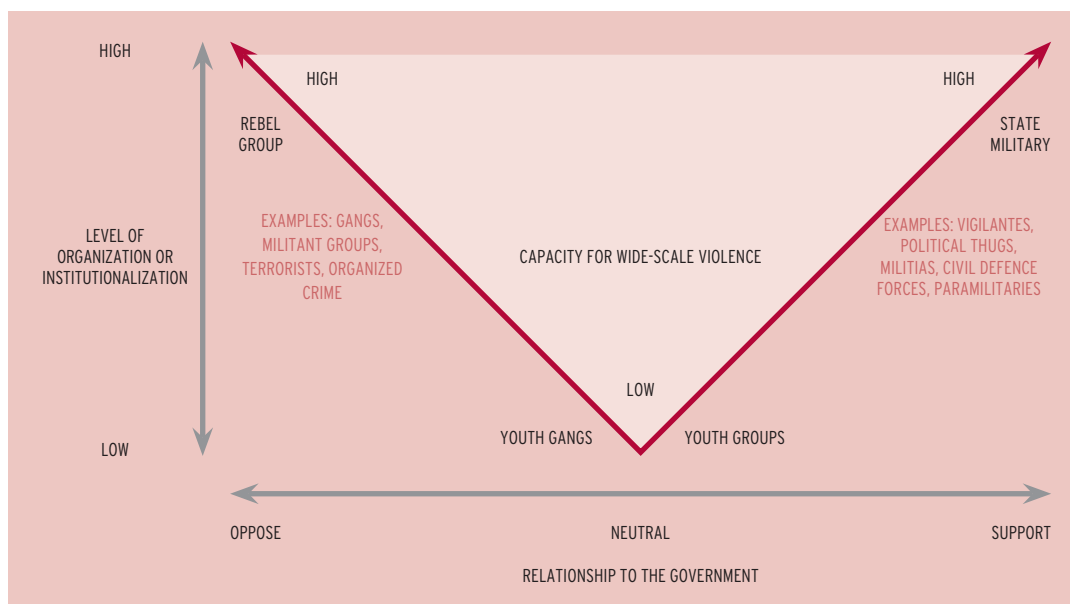 HIGH
HIGH
HIGH
REBEL
GROUP
STATE
MILITARY
LEVEL OF
ORGANIZATION OR
INSTITUTIONALIZATION
EXAMPLES: GANGS,
MILITANT GROUPS,
TERRORISTS, ORGANIZED
CRIME
CAPACITY FOR WIDE-SCALE VIOLENCE
EXAMPLES: VIGILANTES,
POLITICAL THUGS,
MILITIAS, CIVIL DEFENCE
FORCES, PARAMILITARIES
LOW
YOUTH GANGS
YOUTH GROUPS
LOW
OPPOSE
NEUTRAL
SUPPORT
RELATIONSHIP TO THE GOVERNMENT